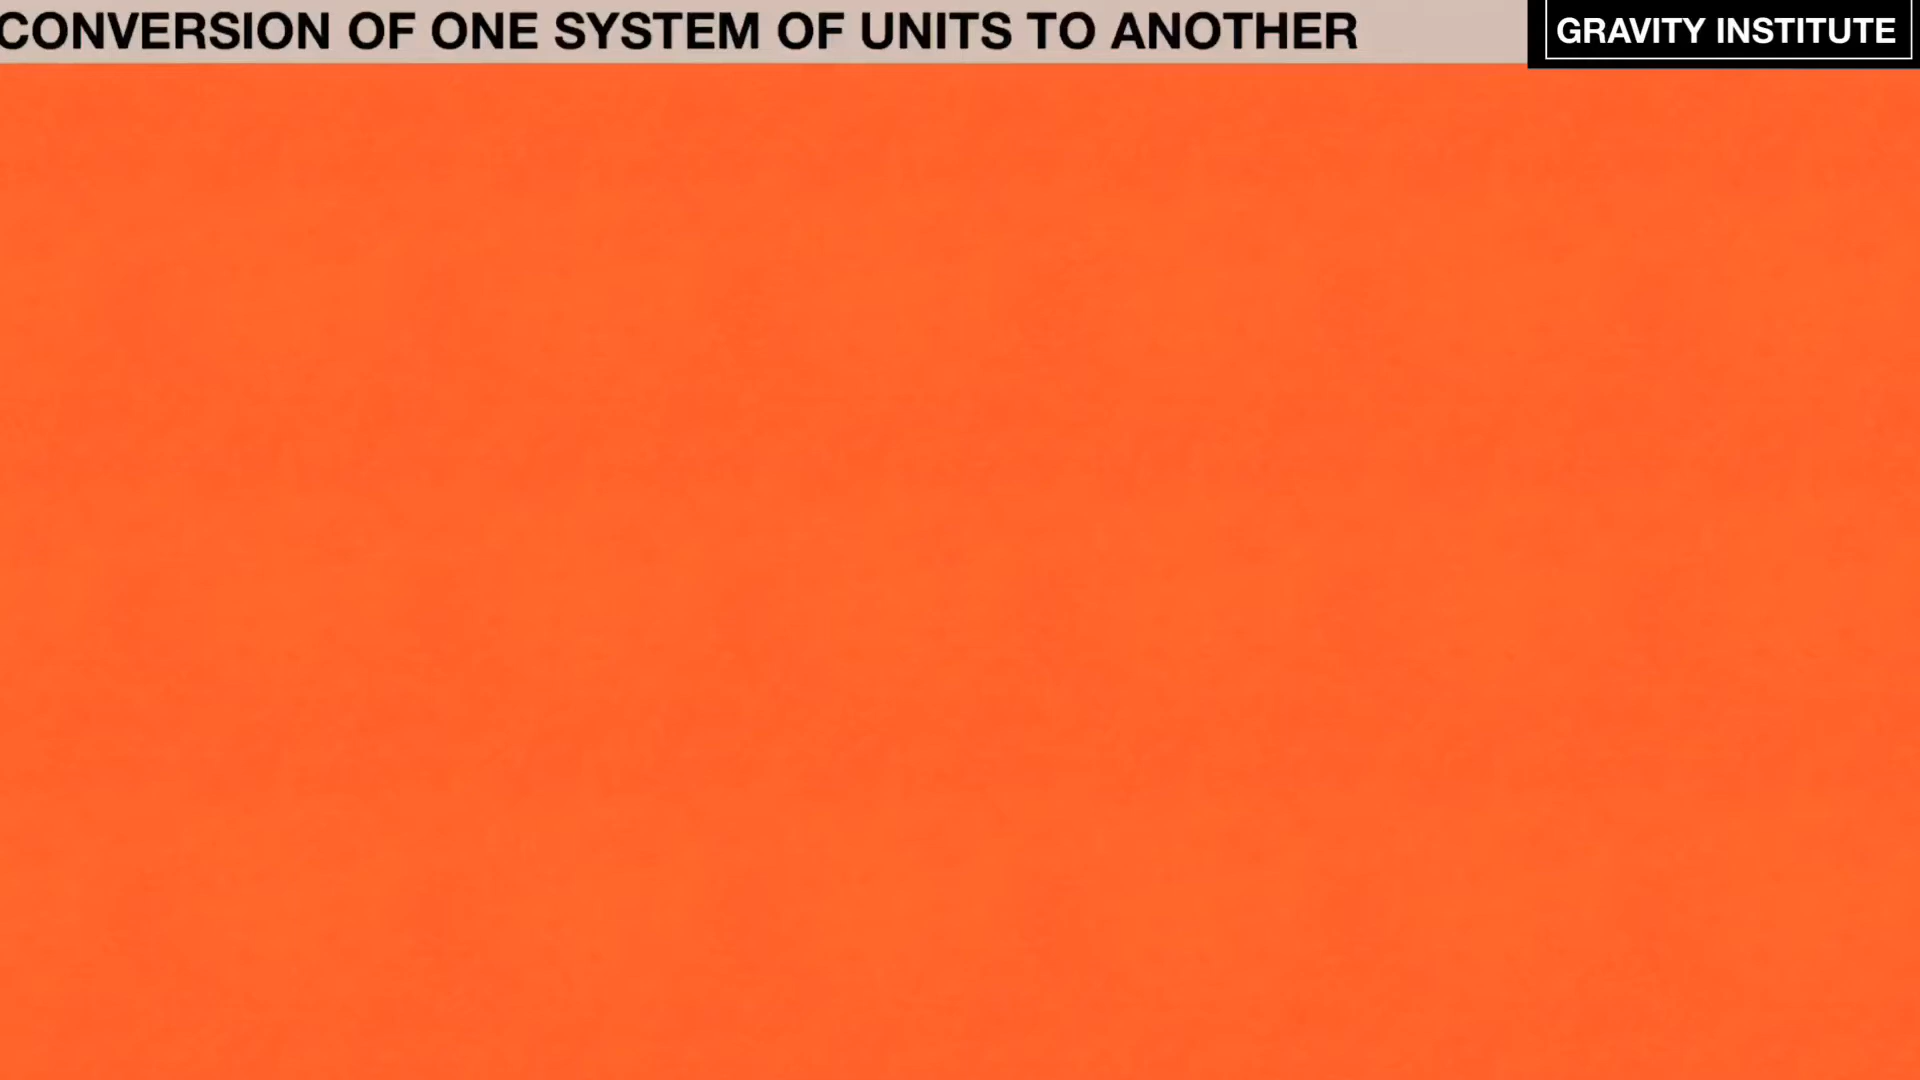 CONVERSION OF ONE SYSTEM OF UNITS TO ANOTHER
GRAVITY INSTITUTE